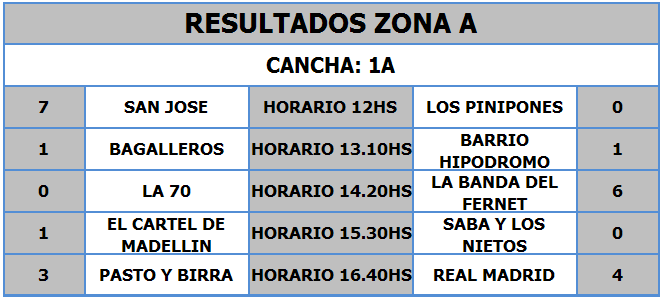 RESULTADOS ZONA A
CANCHA: 1A
7 SAN JOSE HORARIO 12HS LOS PINIPONES 0
1 BAGALLEROS HORARIO 13.10HS BARRIO HIPODROMO 1
0 LA 70 HORARIO 14.20HS LA BANDA DEL FERNET 6
1 EL CARTEL DE MADELLIN HORARIO 15.30HS SABA Y LOS NIETOS 0
3 PASTO Y BIRRA HORARIO 16.40HS REAL MADRID 4